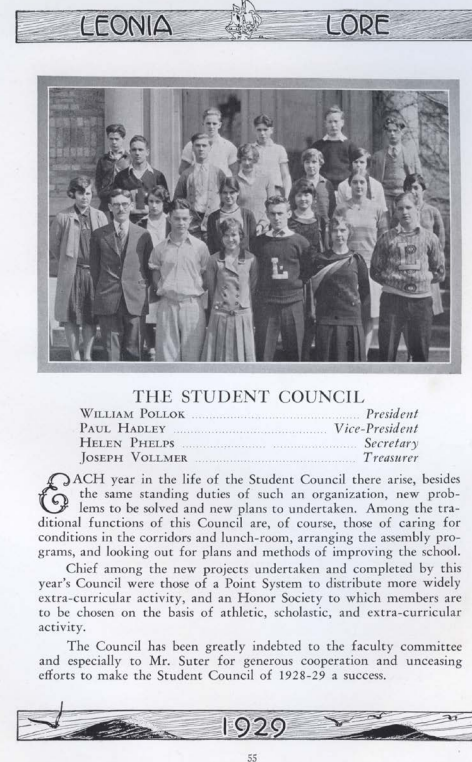 LEONIA LORE
L
THE STUDENT COUNCIL
WILLIAM POLLOK ........ President
PAUL HADLEY ........ Vice-President
HELEN PHELPS ........ Secretary
JOSEPH VOLLMER ........ Treasurer
EACH year in the life of the Student Council there arise, besides
the same standing duties of such an organization, new prob-
lems to be solved and new plans to undertaken. Among the tra-
ditional functions of this Council are, of course, those of caring for
conditions in the corridors and lunch-room, arranging the assembly pro-
grams, and looking out for plans and methods of improving the school.
Chief among the new projects undertaken and completed by this
year's Council were those of a Point System to distribute more widely
extra-curricular activity, and an Honor Society to which members are
to be chosen on the basis of athletic, scholastic, and extra-curricular
activity.
The Council has been greatly indebted to the faculty committee
and especially to Mr. Suter for generous cooperation and unceasing
efforts to make the Student Council of 1928-29 a success.
1929
55